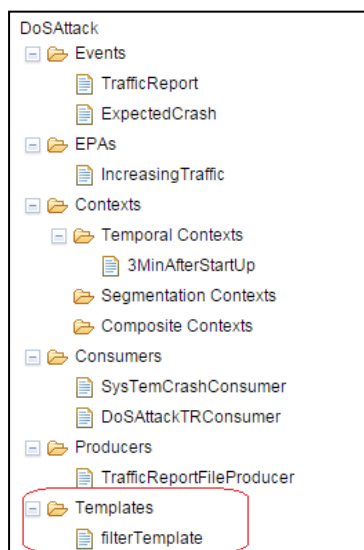 DoSAttack
Events
TrafficReport
ExpectedCrash
EPAs
IncreasingTraffic
Contexts
Temporal Contexts
3MinAfterStartUp
Segmentation Contexts
Composite Contexts
Consumers
SysTemCrashConsumer
DoSAttackTRConsumer
Producers
TrafficReportFileProducer
Templates
filterTemplate